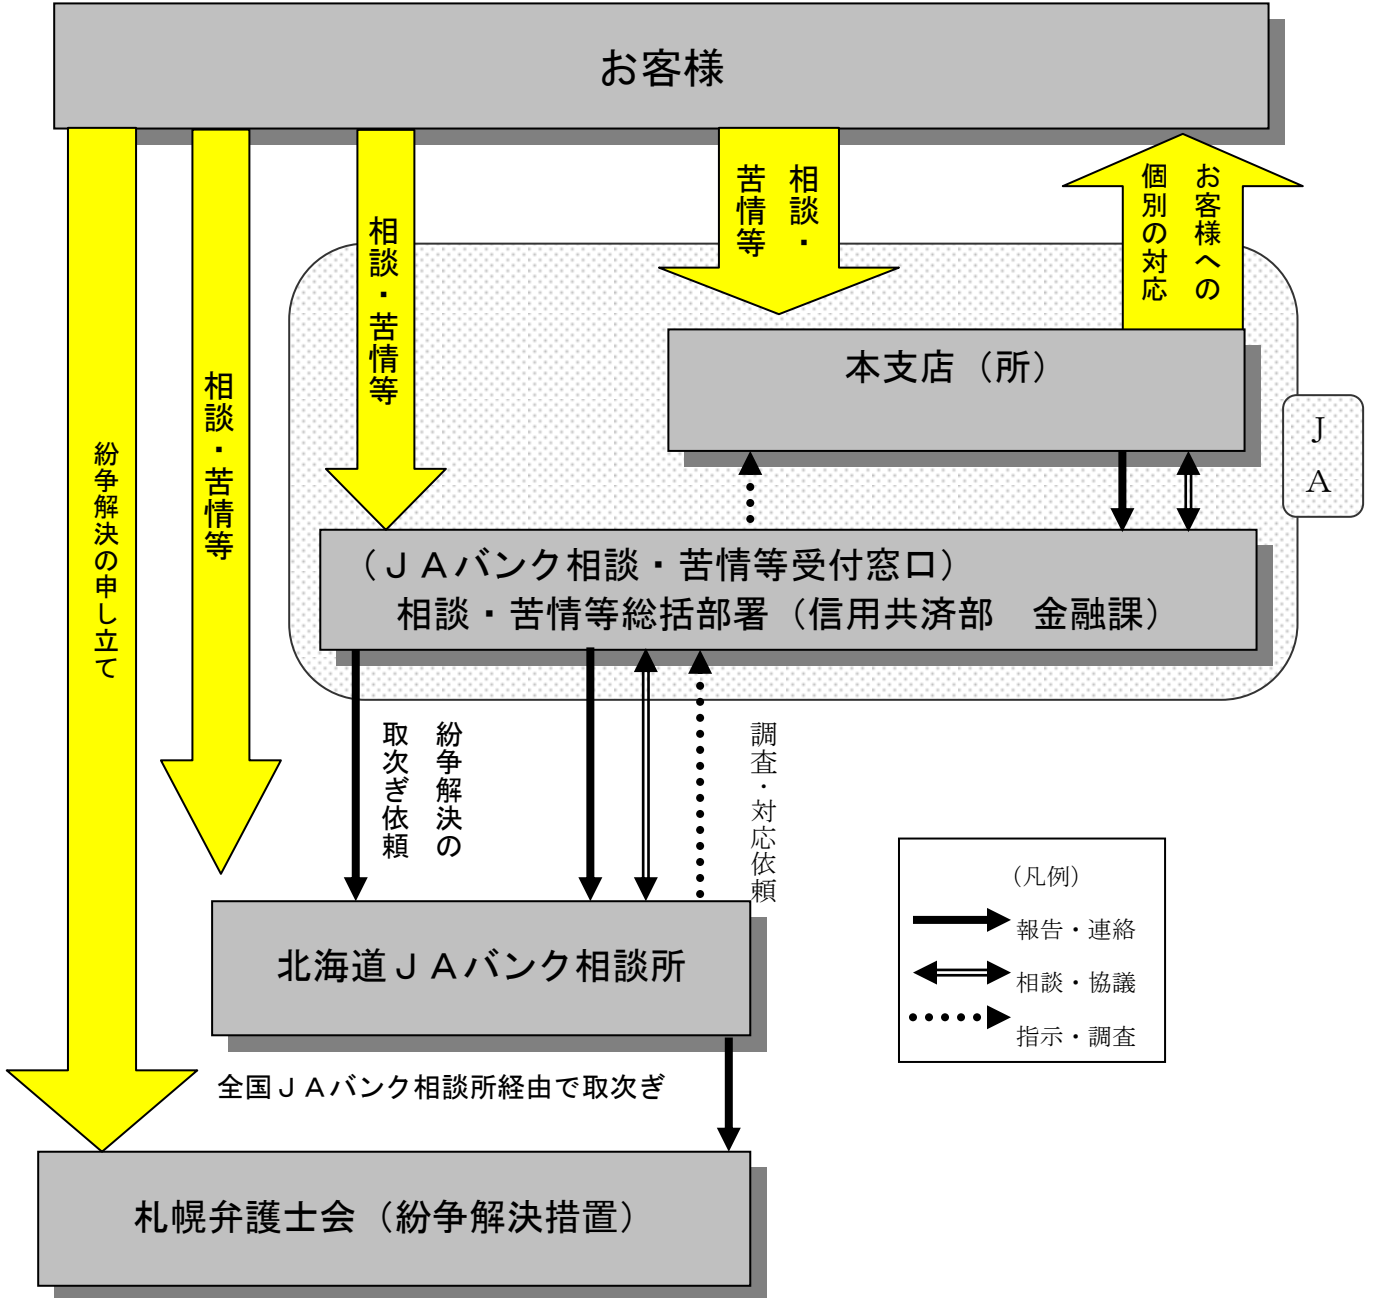 お客様
相談・
苦情等
お客様への
個別の対応
相談・苦情等
相談・苦情等
紛争解決の申し立て
本支店（所）
ＪＡ
（ＪＡバンク相談・苦情等受付窓口）
相談・苦情等総括部署（信用共済部　金融課）
紛争解決の
取次ぎ依頼
調査・対応依頼
（凡例）
報告・連絡
相談・協議
指示・調査
北海道ＪＡバンク相談所
全国ＪＡバンク相談所経由で取次ぎ
札幌弁護士会（紛争解決措置）